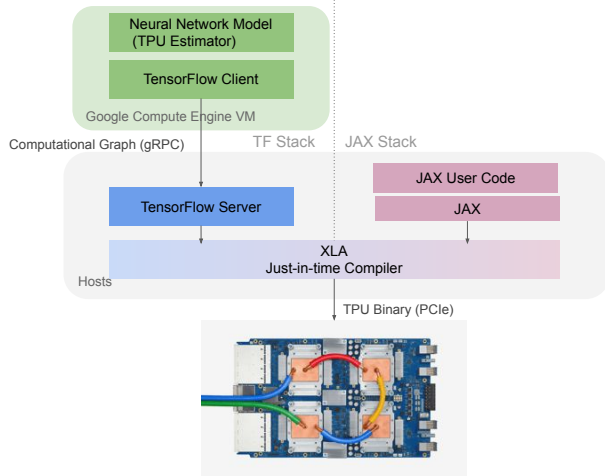 Neural Network Model
(TPU Estimator)
TensorFlow Client
Google Compute Engine VM
Computational Graph (gRPC)
TF Stack
JAX Stack
JAX User Code
TensorFlow Server
JAX
XLA
Just-in-time Compiler
Hosts
TPU Binary (PCIe)